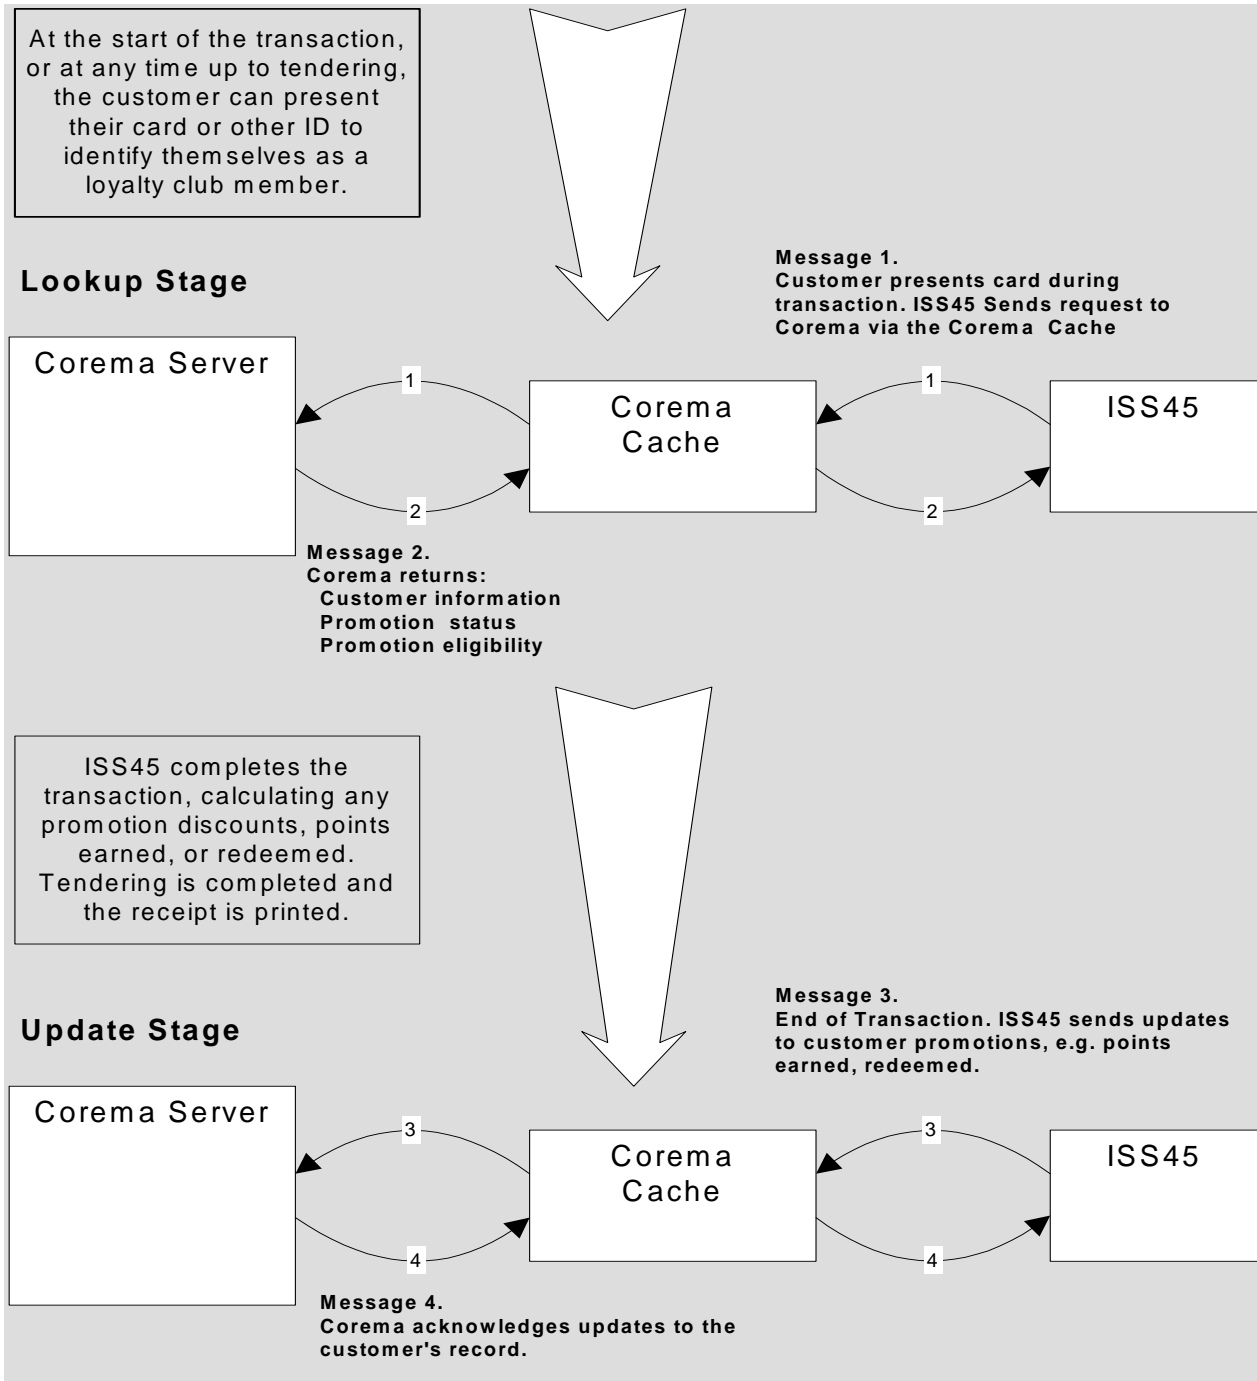 At the start of the transaction,
or at any time up to tendering,
the customer can present
their card or other ID to
identify themselves as a
loyalty club member.
Lookup Stage
Message 1.
Customer presents card during
transaction. ISS45 Sends request to
Corema via the Corema Cache
Corema Server
1
Corema
Cache
1
ISS45
2
2
Message 2.
Corema returns:
Customer information
Promotion status
Promotion eligibility
ISS45 completes the
transaction, calculating any
promotion discounts, points
earned, or redeemed.
Tendering is completed and
the receipt is printed.
Update Stage
Message 3.
End of Transaction. ISS45 sends updates
to customer promotions, e.g. points
earned, redeemed.
Corema Server
3
Corema
Cache
3
ISS45
4
4
Message 4.
Corema acknowledges updates to the
customer's record.